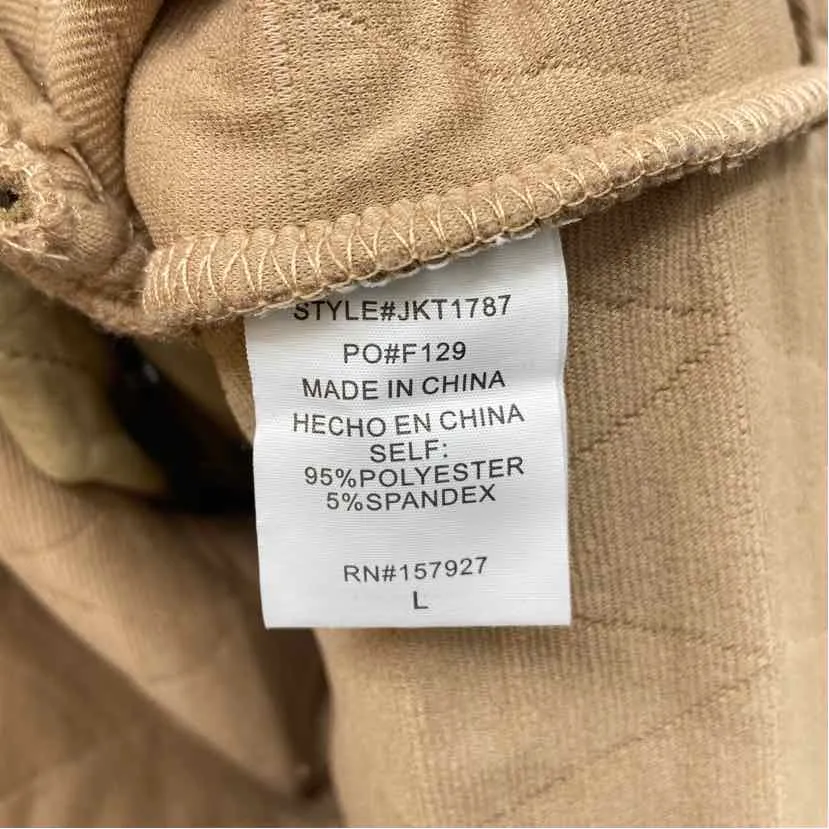 STYLE#JKT1787
PO#F129
MADE IN CHINA
HECHO EN CHINA
SELF:
95%POLYESTER
5%SPANDEX
RN#157927
L